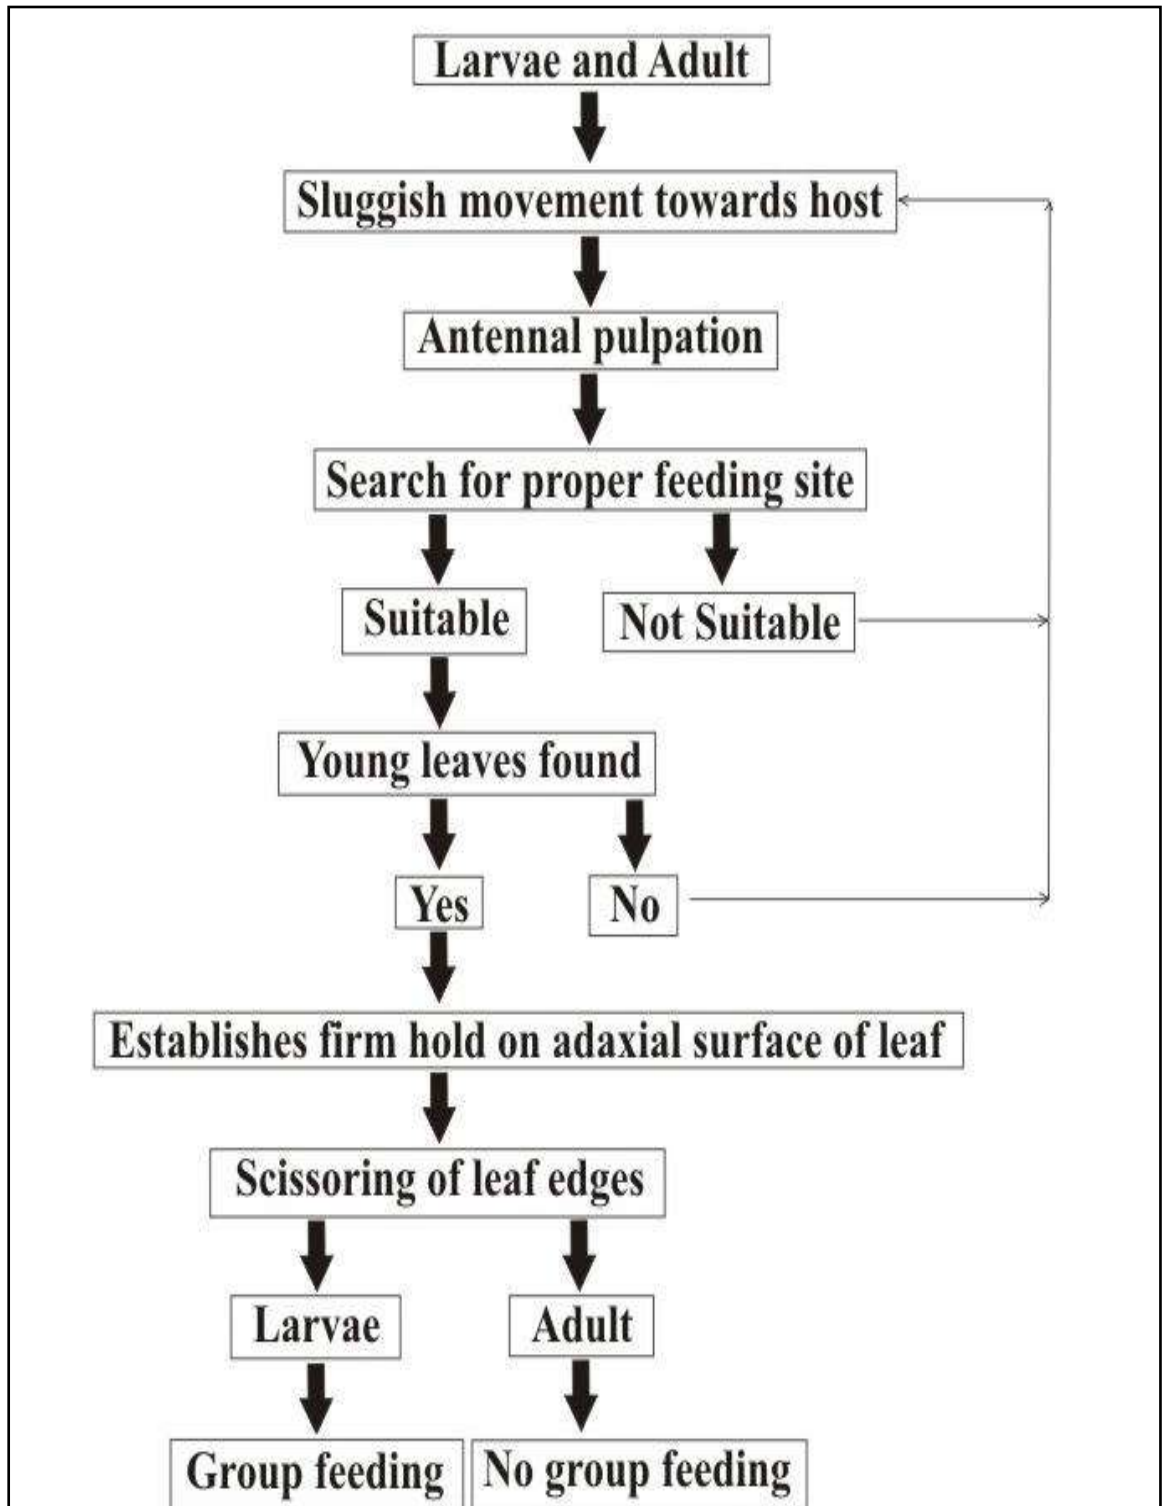 Larvae and Adult
Sluggish movement towards host
Antennal pulpation
Search for proper feeding site
Suitable
Not Suitable
Young leaves found
Yes
No
Establishes firm hold on adaxial surface of leaf
Scissoring of leaf edges
Larvae
Adult
Group feeding
No group feeding